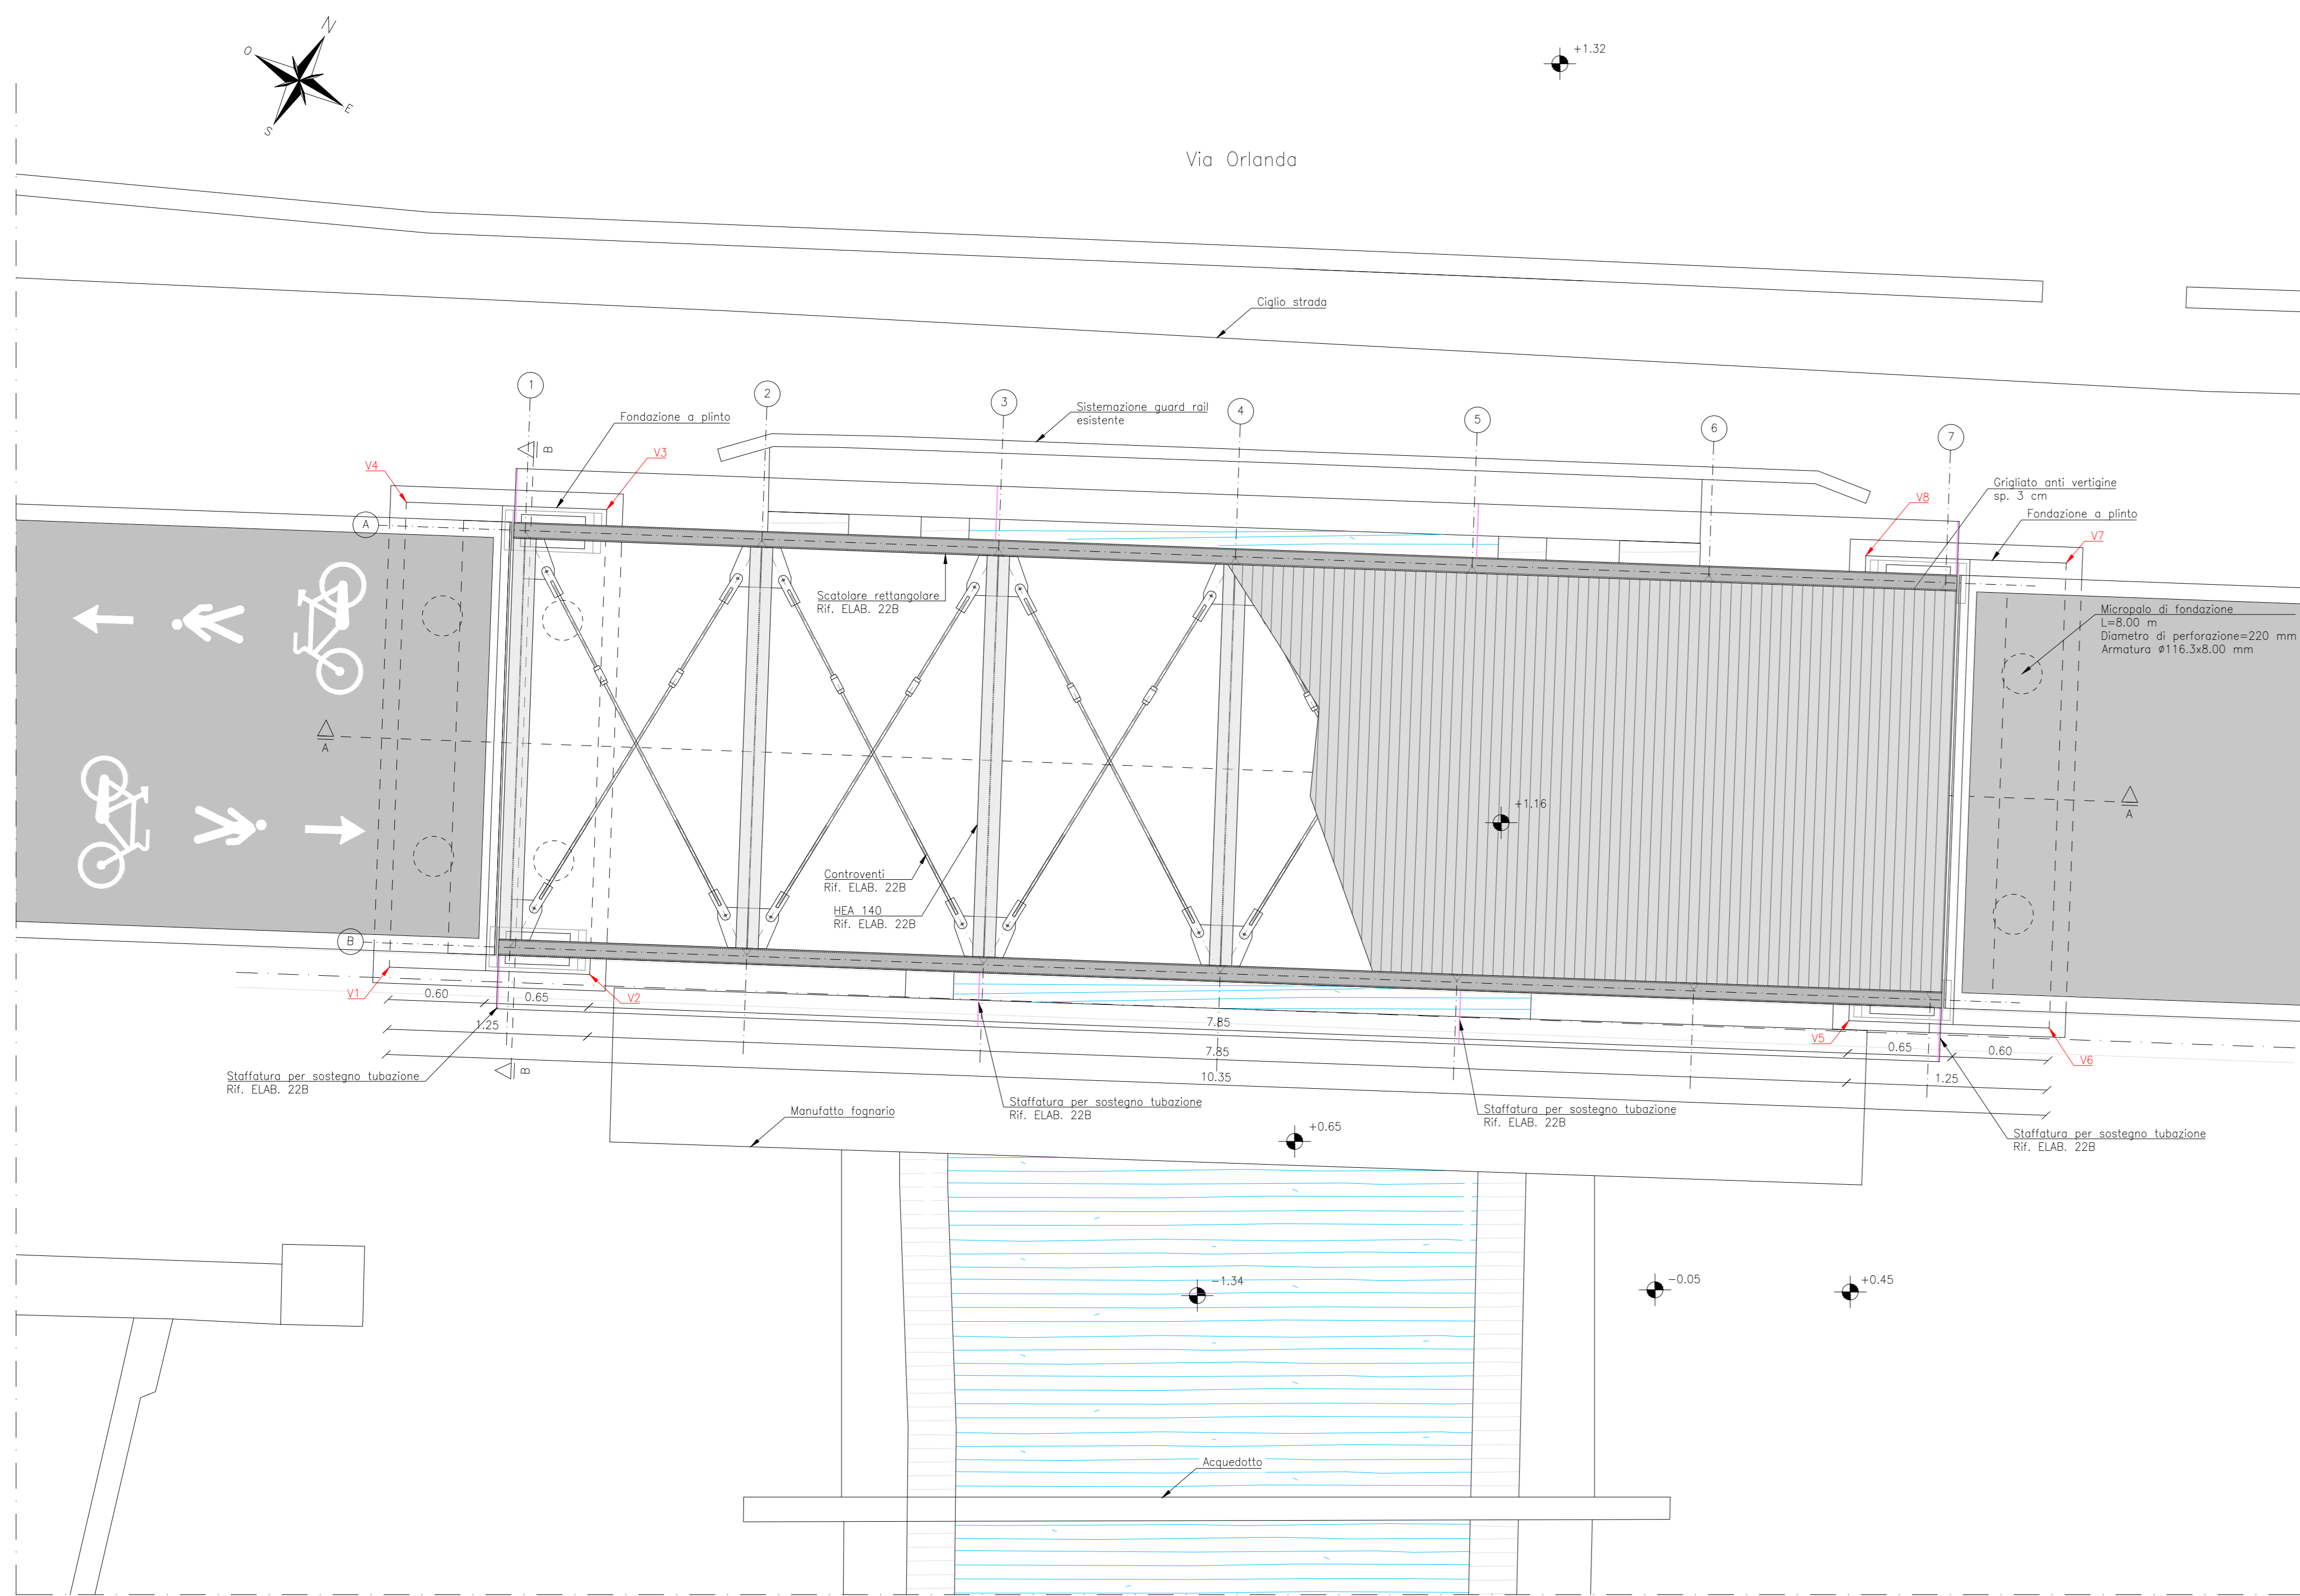 N
O
E
S
+1.32
Via Orlanda
Ciglio strada
1
2
3
4
5
6
7
Fondazione a plinto
B
Sistemazione guard rail
esistente
V4
V3
V8
V7
Grigliato anti vertigine
sp. 3 cm
Fondazione a plinto
A
Scatolare rettangolare
Rif. ELAB. 22B
Micropalo di fondazione
L=8.00 m
Diametro di perforazione=220 mm
Armatura ø116.3x8.00 mm
A
A
+1.16
Controventi
Rif. ELAB. 22B
HEA 140
Rif. ELAB. 22B
B
V1
V2
V5
V6
0.60
0.65
7.85
0.65
0.60
1.25
7.85
1.25
10.35
B
Staffatura per sostegno tubazione
Rif. ELAB. 22B
Staffatura per sostegno tubazione
Rif. ELAB. 22B
Staffatura per sostegno tubazione
Rif. ELAB. 22B
Staffatura per sostegno tubazione
Rif. ELAB. 22B
Manufatto fognario
+0.65
-1.34
-0.05
+0.45
Acquedotto